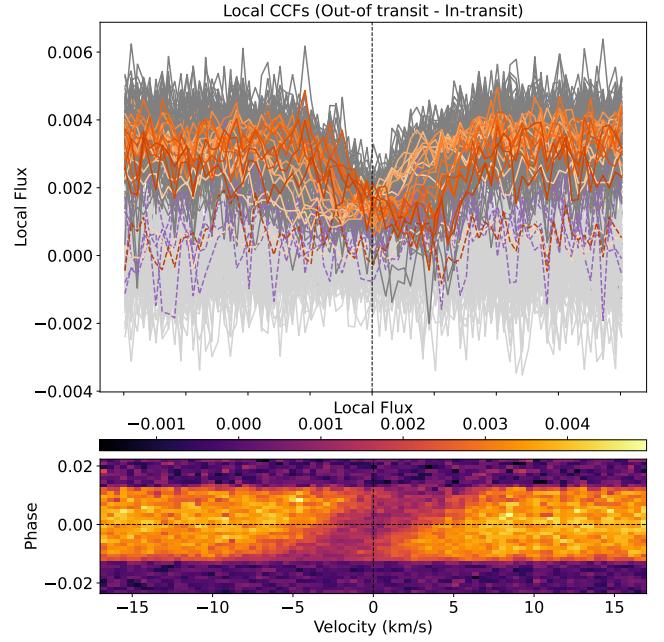 Local CCFs (Out-of transit - In-transit)
0.006
0.004
0.002
0.000
−0.002
−0.004
Local Flux
Local Flux
−0.001 0.000 0.001 0.002 0.003 0.004
0.02
0.00
−0.02
Phase
−15 −10 −5 0 5 10 15
Velocity (km/s)